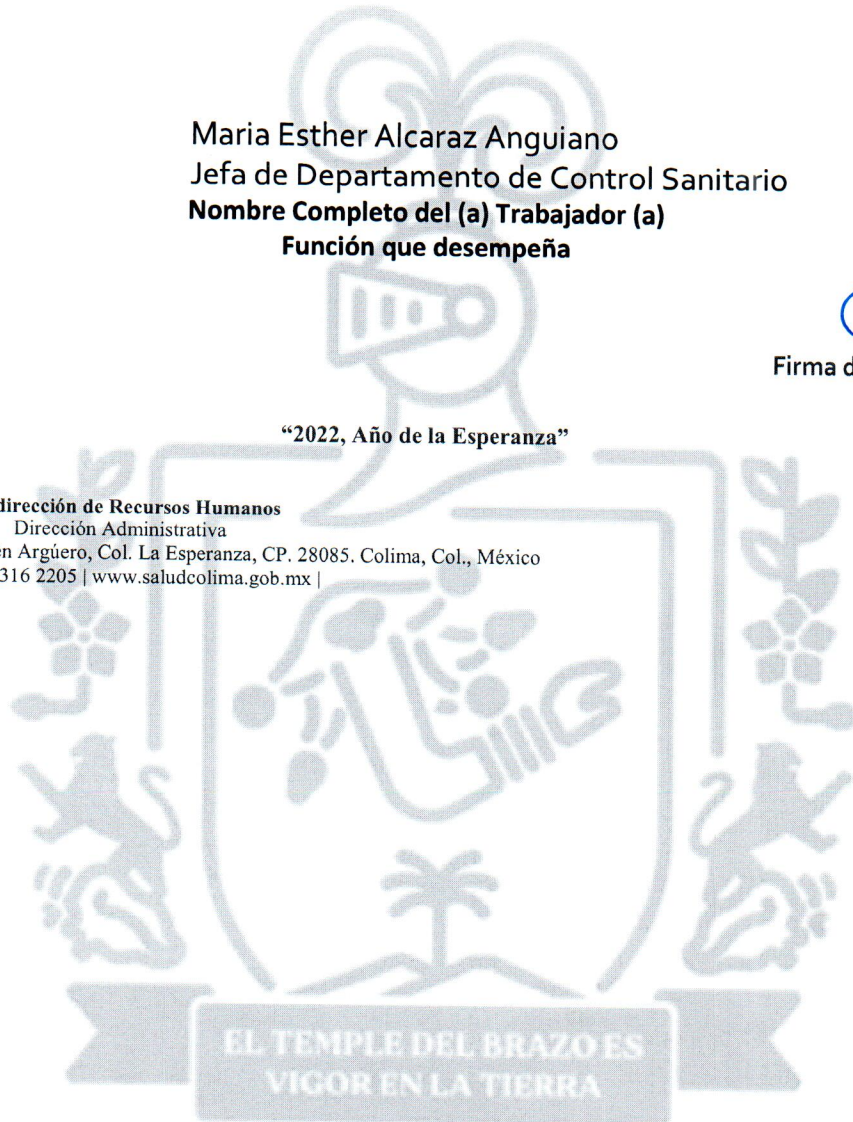 Maria Esther Alcaraz Anguiano
Jefa de Departamento de Control Sanitario
Nombre Completo del (a) Trabajador (a)
Función que desempeña
Firma d
“2022, Año de la Esperanza”
dirección de Recursos Humanos
Dirección Administrativa
en Argúero, Col. La Esperanza, CP. 28085. Colima, Col., México
316 2205 | www.saludcolima.gob.mx |
EL TEMPLE DEL BRAZO ES
VIGOR EN LA TIERRA